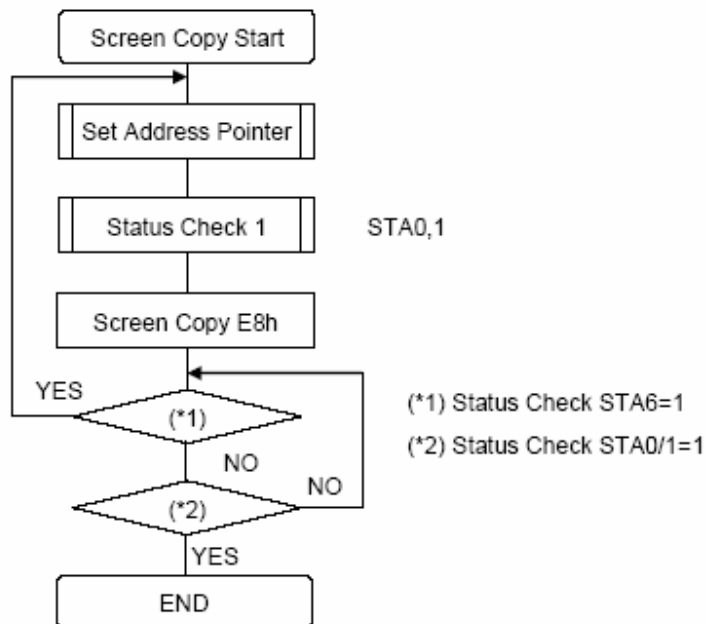 Screen Copy Start
Set Address Pointer
Status Check 1
STA0,1
Screen Copy E8h
YES
(*1)
(*1) Status Check STA6=1
NO
(*2) Status Check STA0/1=1
(*2)
NO
YES
END